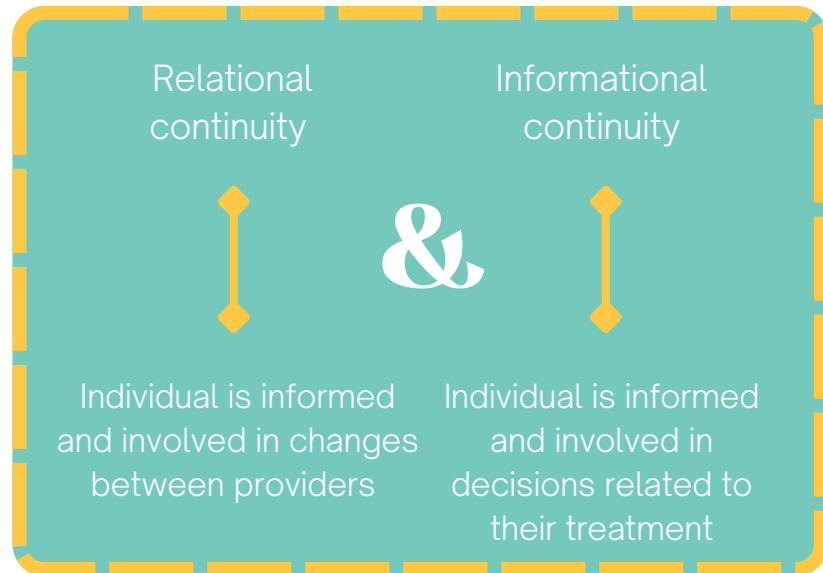 Relational
continuity
Informational
continuity
&
Individual is informed
and involved in changes
between providers
Individual is informed
and involved in
decisions related to
their treatment